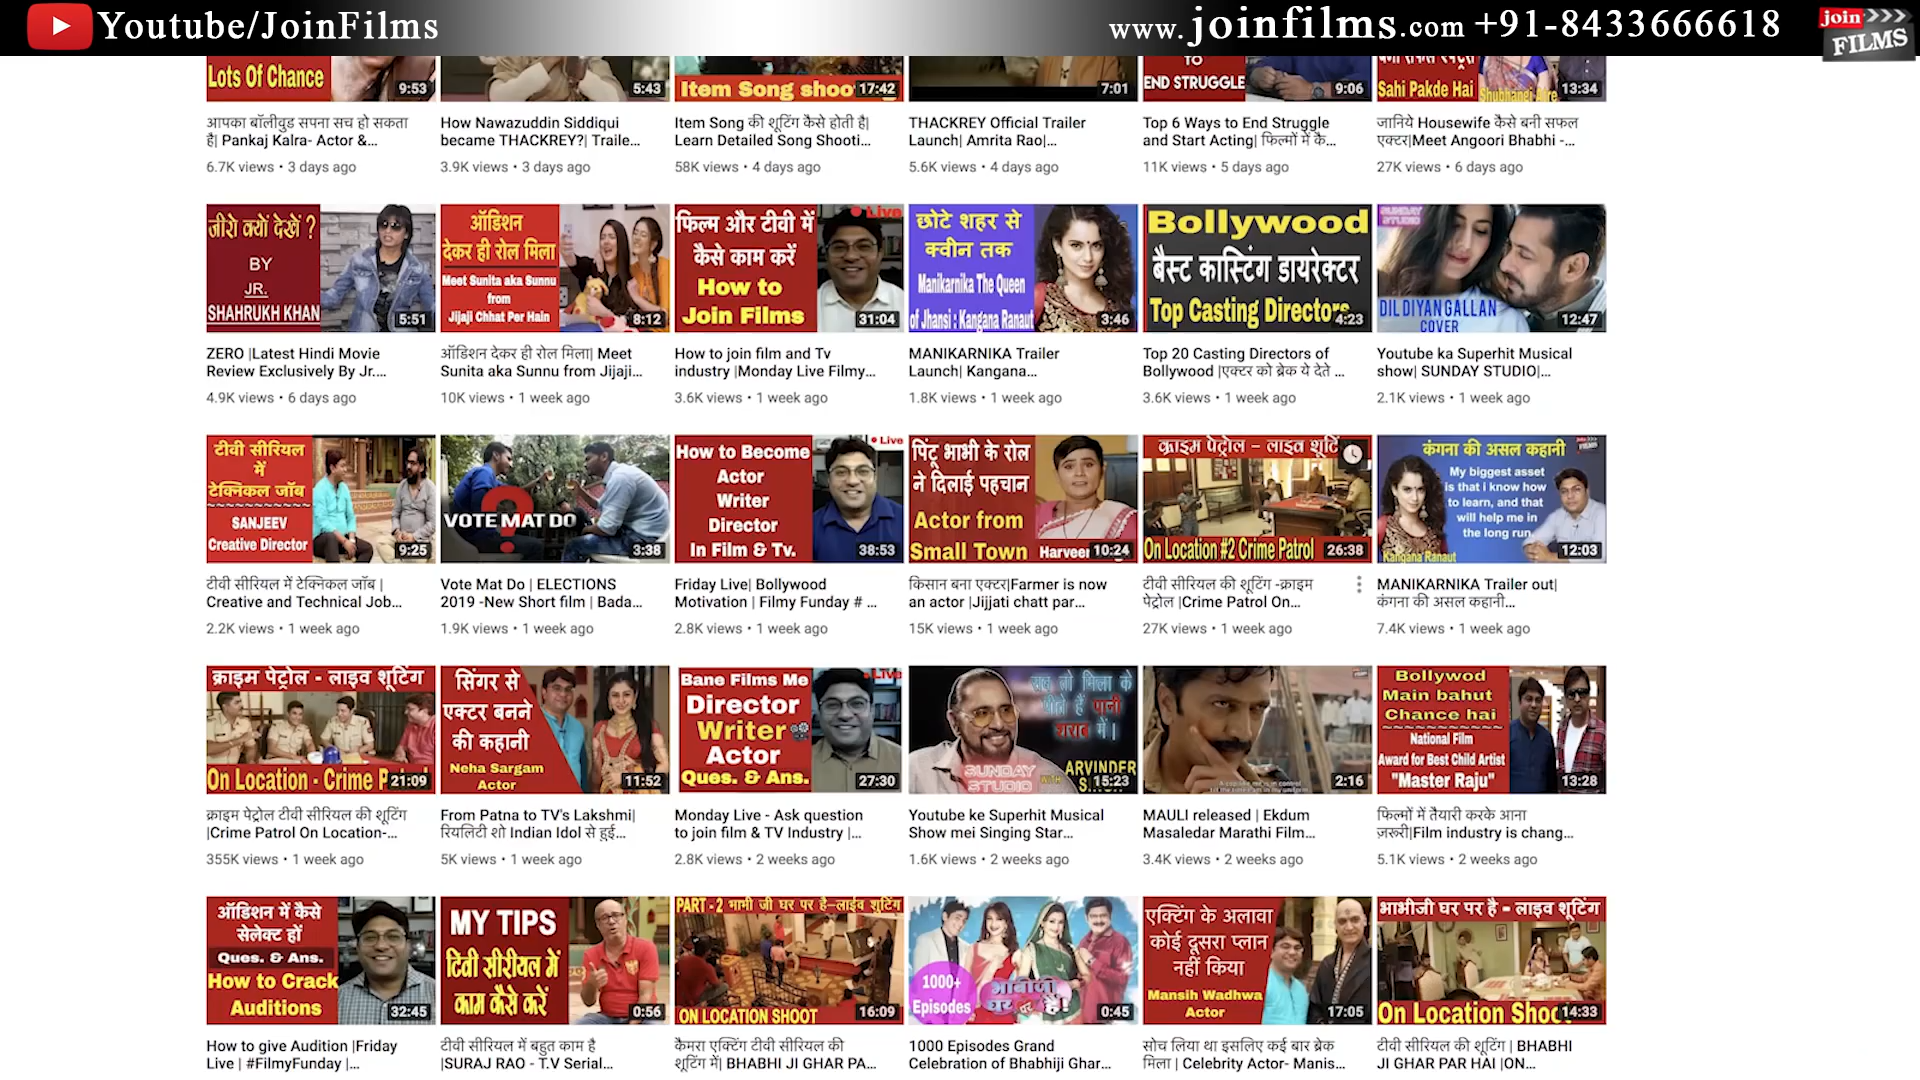 Youtube/JoinFilms
www.joinfilms.com +91-8433666618
join
FILMS
Lots Of Chance
9:53
5:43
Item Song shoo
17:42
7:01
TO
END STRUGGLE
9:06
Sahi Pakde Hai
13:34
आपका बॉलीवुड सपना सच हो सकता
है| Pankaj Kalra- Actor &...
6.7K views • 3 days ago
How Nawazuddin Siddiqui
became THACKREY?| Traile...
3.9K views • 3 days ago
Item Song की शूटिंग कैसे होती है|
Learn Detailed Song Shooti...
58K views • 4 days ago
THACKREY Official Trailer
Launch| Amrita Rao|...
5.6K views • 4 days ago
Top 6 Ways to End Struggle
and Start Acting| फिल्मों में कै...
11K views • 5 days ago
जानिये Housewife कैसे बनी सफल
एक्टर|Meet Angoori Bhabhi -...
27K views • 6 days ago
जीरो क्यों देखें ?
BY
JR.
SHAHRUKH KHAN
5:51
ऑडिशन
देकर ही रोल मिला
Meet Sunita aka Sunnu
from
Jijaji Chhat Per Hain
8:12
फिल्म और टीवी में
कैसे काम करें
How to
Join Films
Live
31:04
छोटे शहर से
क्वीन तक
Manikarnika The Queen
of Jhansi : Kangana Ranaut
3:46
Bollywood
बैस्ट कास्टिंग डायरेक्टर
Top Casting Directors
4:23
SUNDAY
STUDIO
DIL DIYAN GALLAN
COVER
12:47
ZERO |Latest Hindi Movie
Review Exclusively By Jr....
4.9K views • 6 days ago
ऑडिशन देकर ही रोल मिला| Meet
Sunita aka Sunnu from Jijaji...
10K views • 1 week ago
How to join film and Tv
industry |Monday Live Filmy...
3.6K views • 1 week ago
MANIKARNIKA Trailer
Launch| Kangana...
1.8K views • 1 week ago
Top 20 Casting Directors of
Bollywood |एक्टर को ब्रेक ये देते ...
3.6K views • 1 week ago
Youtube ka Superhit Musical
show| SUNDAY STUDIO|...
2.1K views • 1 week ago
टीवी सीरियल
में
टेक्निकल जॉब
SANJEEV
Creative Director
9:25
VOTE MAT DO
?
3:38
How to Become
Actor
Writer
Director
In Film & Tv.
Live
38:53
पिंटू भाभी के रोल
ने दिलाई पहचान
Actor from
Small Town
Harveer
10:24
क्राइम पेट्रोल - लाइव शूटिं
On Location #2 Crime Patrol
26:38
कंगना की असल कहानी
My biggest asset
is that i know how
to learn, and that
will help me in
the long run.
Kangana Ranaut
12:03
टीवी सीरियल में टेक्निकल जॉब |
Creative and Technical Job...
2.2K views • 1 week ago
Vote Mat Do | ELECTIONS
2019 -New Short film | Bada...
1.9K views • 1 week ago
Friday Live| Bollywood
Motivation | Filmy Funday # ...
2.8K views • 1 week ago
किसान बना एक्टर|Farmer is now
an actor |Jijjati chatt par...
15K views • 1 week ago
टीवी सीरियल की शूटिंग -क्राइम
पेट्रोल |Crime Patrol On...
27K views • 1 week ago
MANIKARNIKA Trailer out|
कंगना की असल कहानी...
7.4K views • 1 week ago
क्राइम पेट्रोल - लाइव शूटिंग
On Location - Crime P
21:09
सिंगर से
एक्टर बनने
की कहानी
Neha Sargam
Actor
11:52
Bane Films Me
Director
Writer
Actor
Ques. & Ans.
LIVE
27:30
सच तो मिला के
पीते हैं पानी
शराब में।
SUNDAY
STUDIO
WITH
ARVINDER
SINGH
15:23
2:16
Bollywod
Main bahut
Chance hai
National Film
Award for Best Child Artist
"Master Raju"
13:28
क्राइम पेट्रोल टीवी सीरियल की शूटिंग
|Crime Patrol On Location-...
355K views • 1 week ago
From Patna to TV's Lakshmi|
रियलिटी शो Indian Idol से हुई...
5K views • 1 week ago
Monday Live - Ask question
to join film & TV Industry |...
2.8K views • 2 weeks ago
Youtube ke Superhit Musical
Show mei Singing Star...
1.6K views • 2 weeks ago
MAULI released | Ekdum
Masaledar Marathi Film...
3.4K views • 2 weeks ago
फिल्मों में तैयारी करके आना
ज़रूरी|Film industry is chang...
5.1K views • 2 weeks ago
ऑडिशन में कैसे
सेलेक्ट हों
Ques. & Ans.
How to Crack
Auditions
32:45
MY TIPS
टिवी सीरीयल में
काम कैसे करें
0:56
PART - 2 भाभी जी घर पर है-लाईव शुटिंग
ON LOCATION SHOOT
16:09
1000+
Episodes
भाबीजी
घर पर हैं!
0:45
एक्टिंग के अलावा
कोई दूसरा प्लान
नहीं किया
Mansih Wadhwa
Actor
17:05
भाभीजी घर पर है - लाइव शूटिंग
On Location Shoo
14:33
How to give Audition |Friday
Live | #FilmyFunday |...
टीवी सीरियल में बहुत काम है
|SURAJ RAO - T.V Serial...
कैमरा एक्टिंग टीवी सीरियल की
शूटिंग में| BHABHI JI GHAR PA...
1000 Episodes Grand
Celebration of Bhabhiji Ghar...
सोच लिया था इसलिए कई बार ब्रेक
मिला | Celebrity Actor- Manis...
टीवी सीरियल की शूटिंग | BHABHI
JI GHAR PAR HAI |ON...